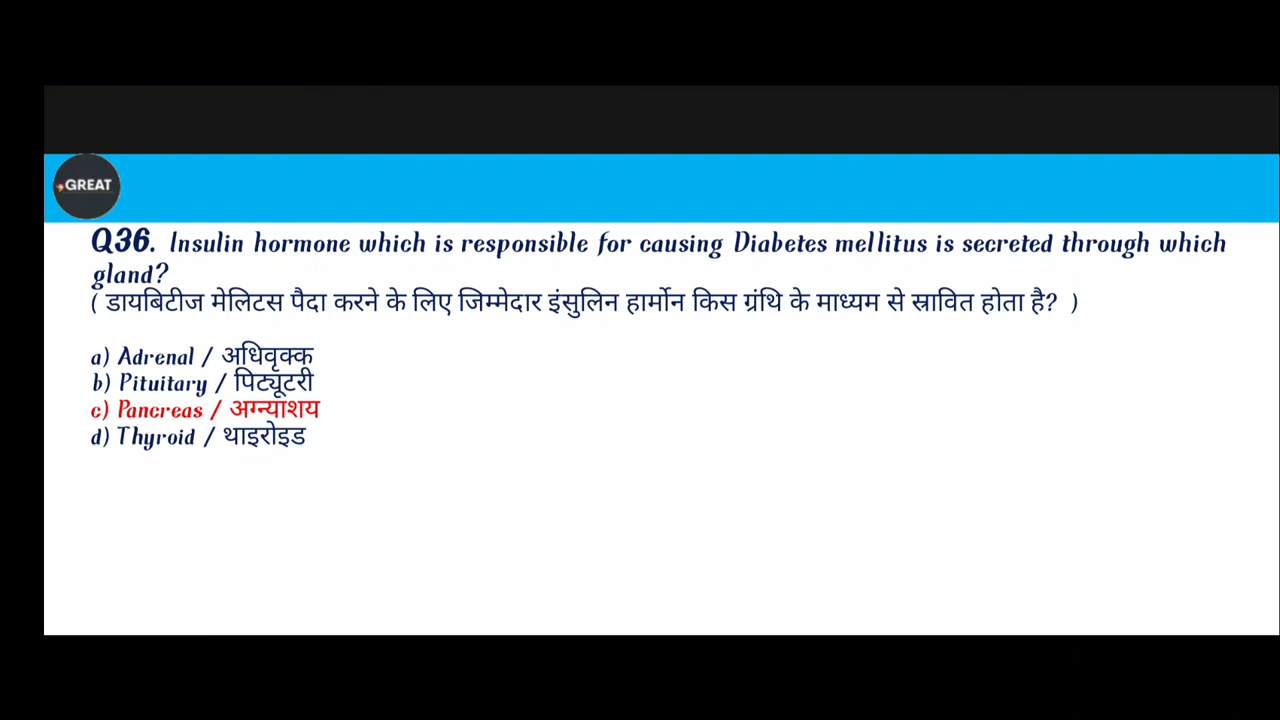 GREAT
Q36. Insulin hormone which is responsible for causing Diabetes mellitus is secreted through which
gland?
( डायबिटीज मेलिटस पैदा करने के लिए जिम्मेदार इंसुलिन हार्मोन किस ग्रंथि के माध्यम से स्रावित होता है? )
a) Adrenal / अधिवृक्क
b) Pituitary / पिट्यूटरी
c) Pancreas / अग्न्याशय
d) Thyroid / थाइरोइड